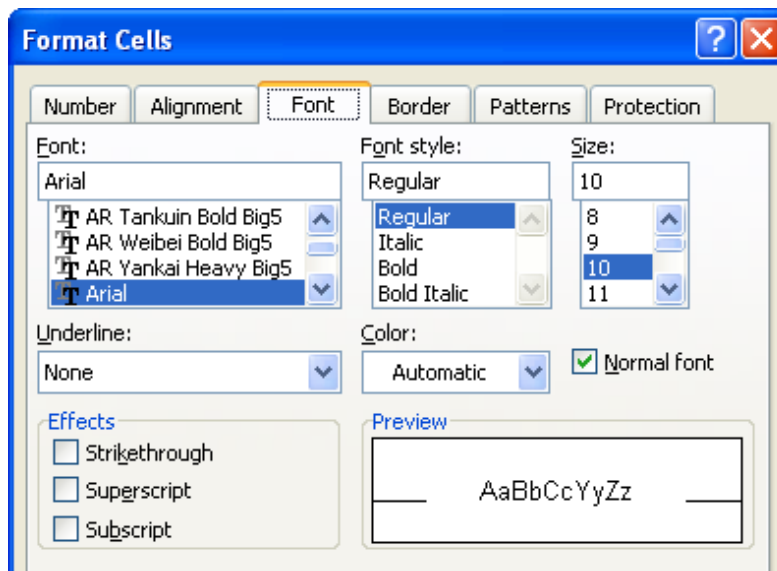 Format Cells
Number Alignment Font Border Patterns Protection
Font: Font style: Size:
Arial Regular 10
AR Tankuin Bold Big5 Regular 8
AR Weibei Bold Big5 Italic 9
AR Yankai Heavy Big5 Bold 10
Arial Bold Italic 11
Underline: Color:
None Automatic Normal font
Effects Preview
Strikethrough
Superscript AaBbCcYyZz
Subscript